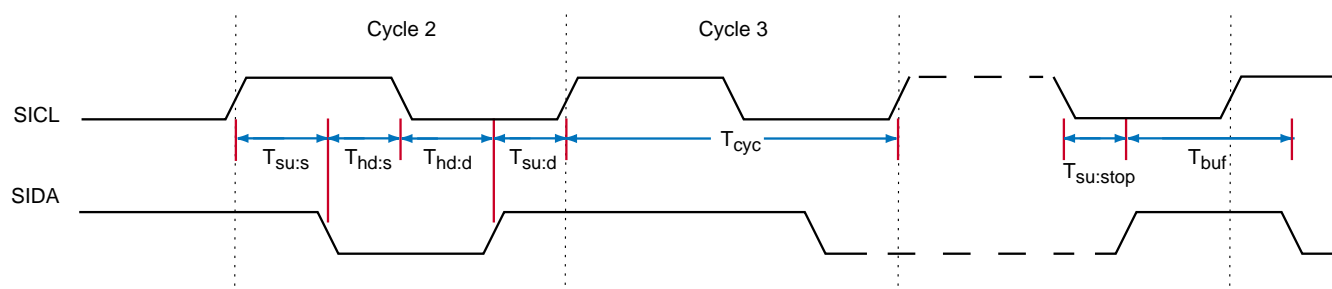 Cycle 2
Cycle 3
SICL
Tsu:s
Thd:s
Thd:d
Tsu:d
Tcyc
Tsu:stop
Tbuf
SIDA